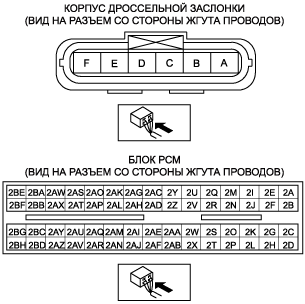 КОРПУС ДРОССЕЛЬНОЙ ЗАСЛОНКИ
(ВИД НА РАЗЪЕМ СО СТОРОНЫ ЖГУТА ПРОВОДОВ)
F E D C B A
БЛОК PCM
(ВИД НА РАЗЪЕМ СО СТОРОНЫ ЖГУТА ПРОВОДОВ)
2BE 2BA 2AW 2AS 2AO 2AK 2AG 2AC 2Y 2U 2Q 2M 2I 2E 2A
2BF 2BB 2AX 2AT 2AP 2AL 2AH 2AD 2Z 2V 2R 2N 2J 2F 2B
2BG 2BC 2AY 2AU 2AQ 2AM 2AI 2AE 2AA 2W 2S 2O 2K 2G 2C
2BH 2BD 2AZ 2AV 2AR 2AN 2AJ 2AF 2AB 2X 2T 2P 2L 2H 2D